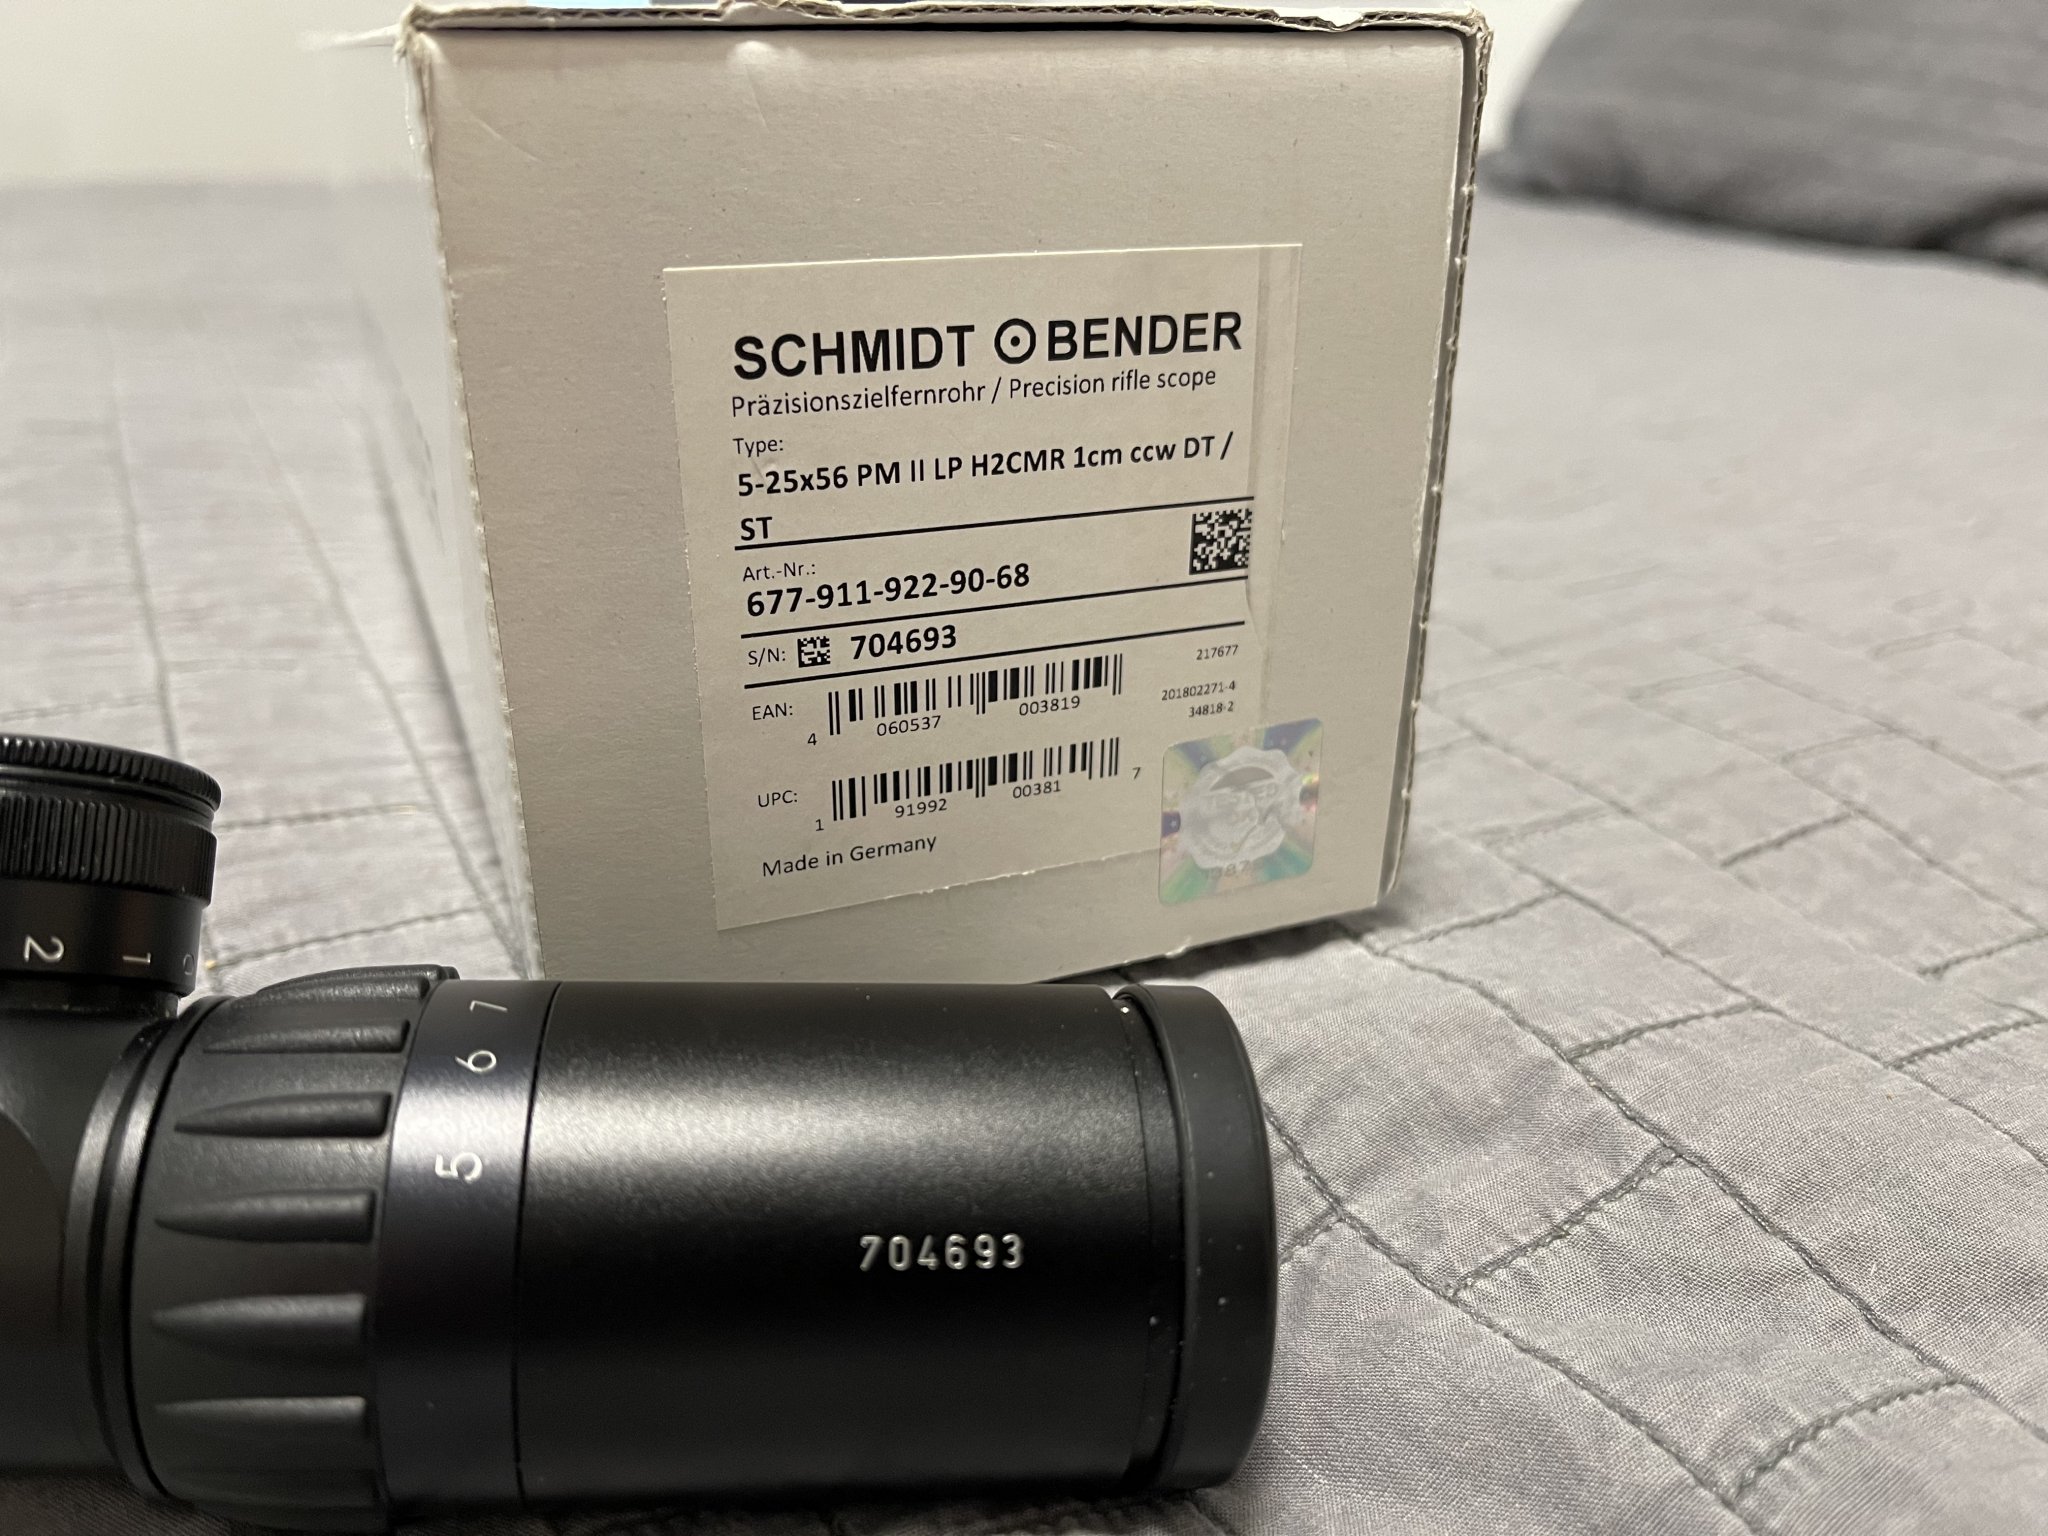 SCHMIDT BENDER
Präzisionszielfernrohr / Precision rifle scope
Type:
5-25x56 PM II LP H2CMR 1cm ccw DT /
ST
Art.-Nr.:
677-911-922-90-68
S/N: 704693
217677
EAN: 4 060537 003819
201802271-4
34818-2
UPC: 1 91992 00381 7
Made in Germany
2 1 0
7
6
5
704693